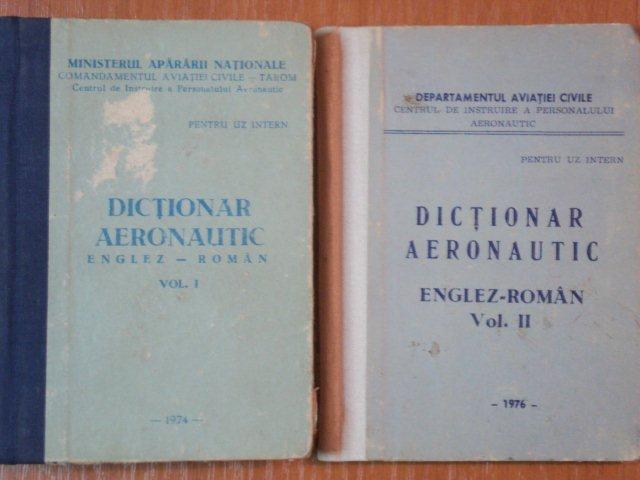 MINISTERUL APĂRĂRII NAȚIONALE
COMANDAMENTUL AVIAȚIEI CIVILE – TAROM
Centrul de Instruire a Personalului Aeronautic
PENTRU UZ INTERN
DICȚIONAR
AERONAUTIC
ENGLEZ – ROMÂN
VOL. I
— 1974 —
DEPARTAMENTUL AVIAȚIEI CIVILE
CENTRUL DE INSTRUIRE A PERSONALULUI
AERONAUTIC
PENTRU UZ INTERN
DICȚIONAR
AERONAUTIC
ENGLEZ-ROMÂN
Vol. II
– 1976 –